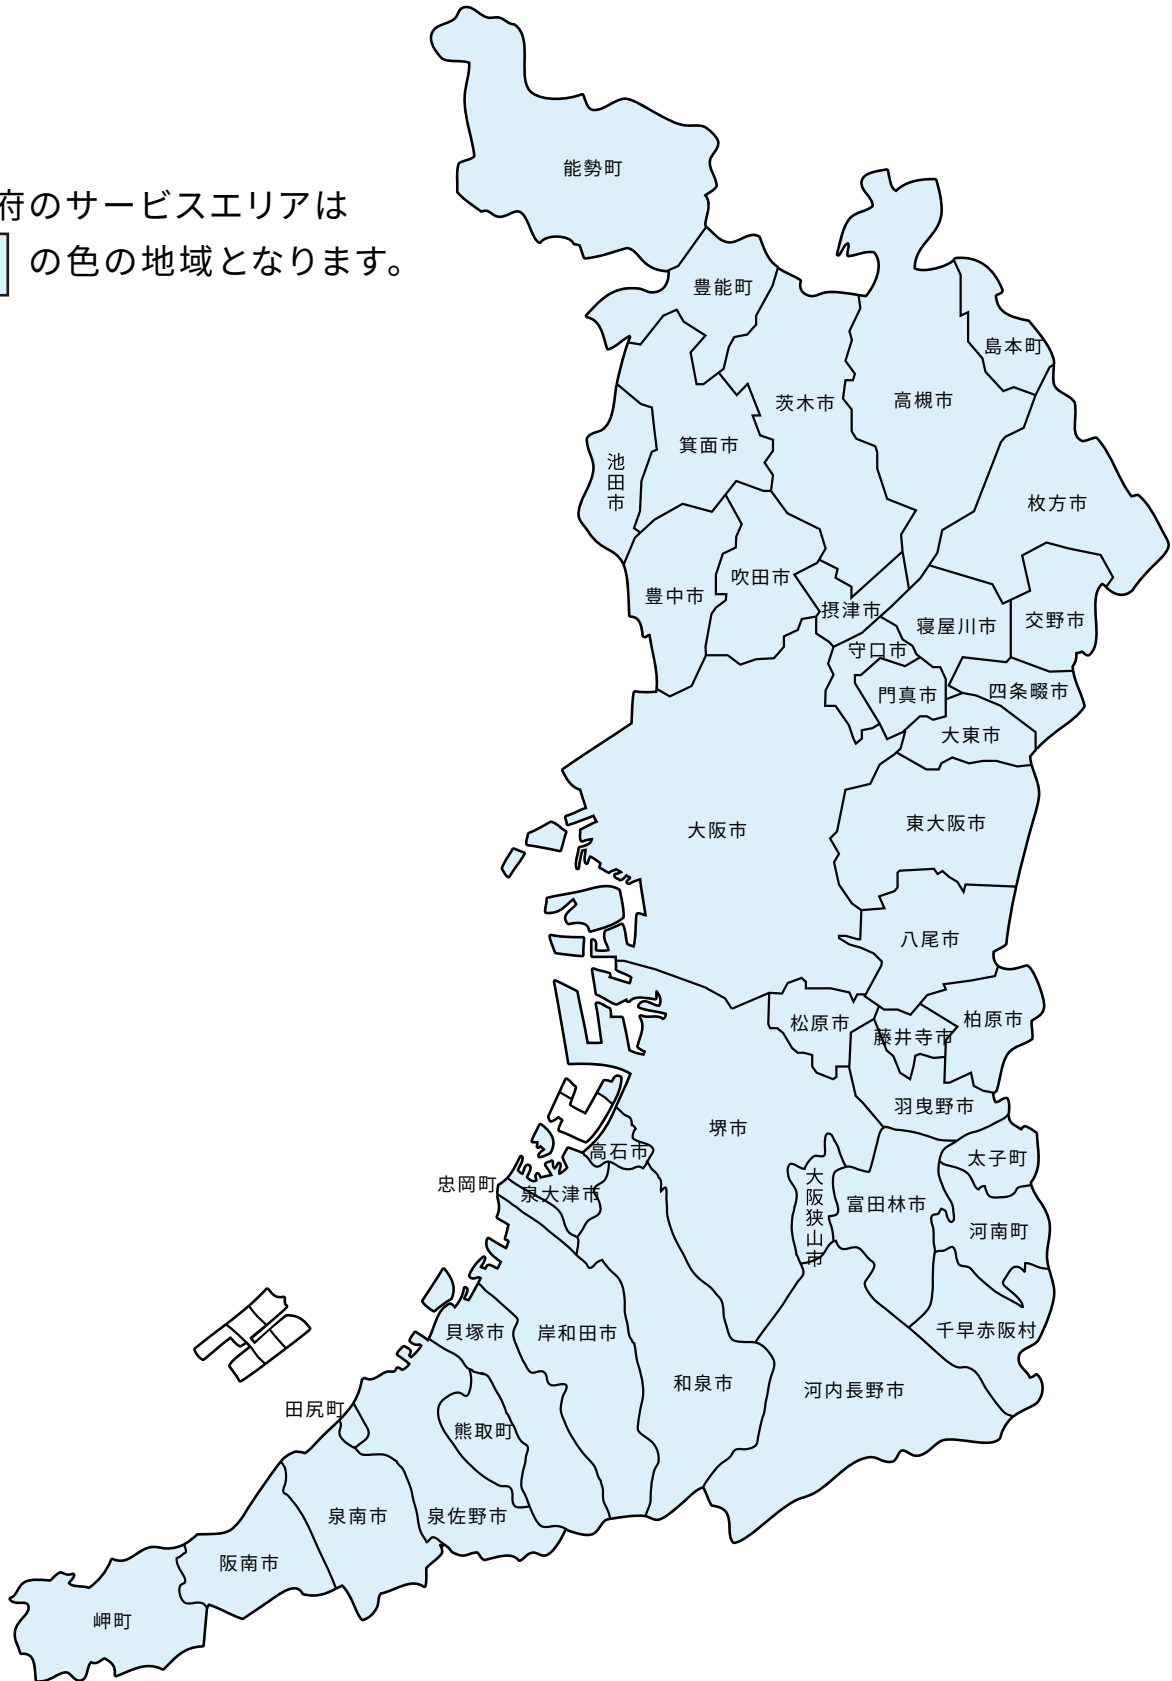 府のサービスエリアは
の色の地域となります。
能勢町
豊能町
島本町
高槻市
茨木市
箕面市
池田市
枚方市
吹田市
豊中市
摂津市
寝屋川市
交野市
守口市
門真市
四条畷市
大東市
大阪市
東大阪市
八尾市
松原市
藤井寺市
柏原市
羽曳野市
堺市
高石市
太子町
忠岡町
泉大津市
大阪狭山市
富田林市
河南町
千早赤阪村
貝塚市
岸和田市
和泉市
河内長野市
田尻町
熊取町
泉南市
泉佐野市
阪南市
岬町